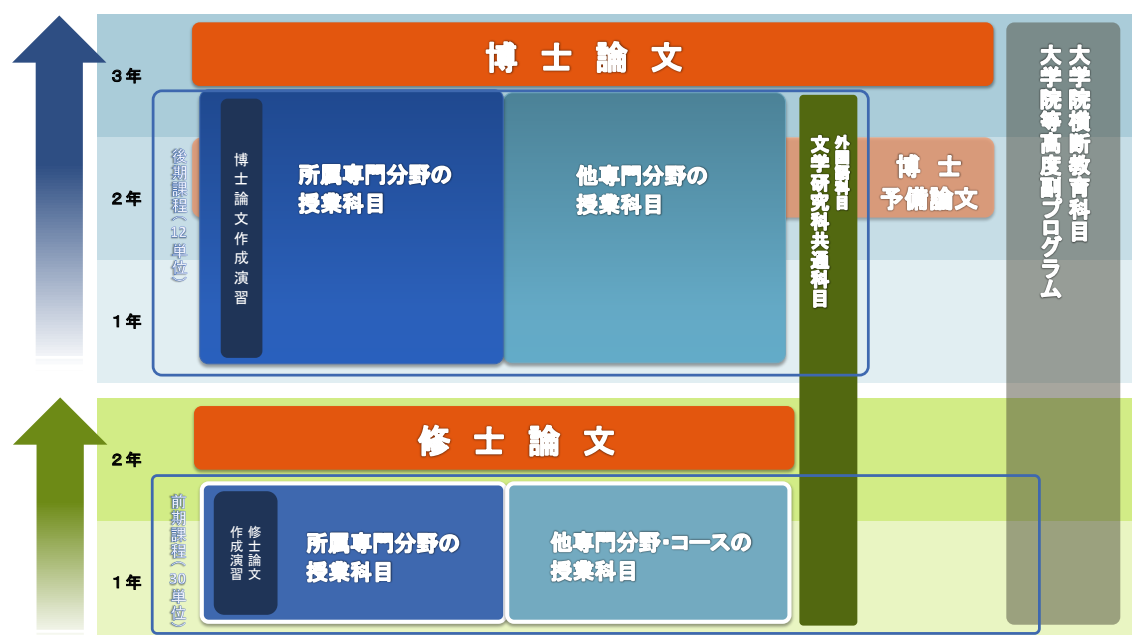 博士論文
3年
2年
1年
後期課程(12単位)
博士論文作成演習
所属専門分野の
授業科目
他専門分野の
授業科目
外国語科目
文学研究科共通科目
博士
予備論文
大学院横断教育科目
大学院等高度副プログラム
修士論文
2年
1年
前期課程(30単位)
修士論文
作成演習
所属専門分野の
授業科目
他専門分野・コースの
授業科目